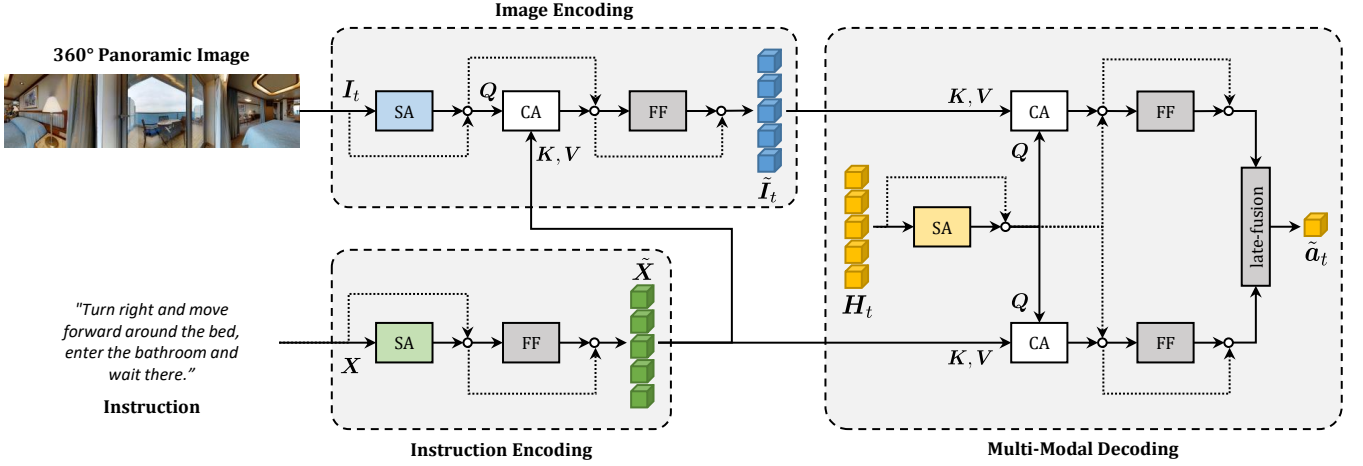 Image Encoding
360° Panoramic Image
I_t
SA
Q
CA
FF
K, V
Ĩ_t
"Turn right and move
forward around the bed,
enter the bathroom and
wait there.”
Instruction
X
SA
FF
X̃
Instruction Encoding
K, V
CA
FF
Q
H_t
SA
Q
K, V
CA
FF
late-fusion
ã_t
Multi-Modal Decoding